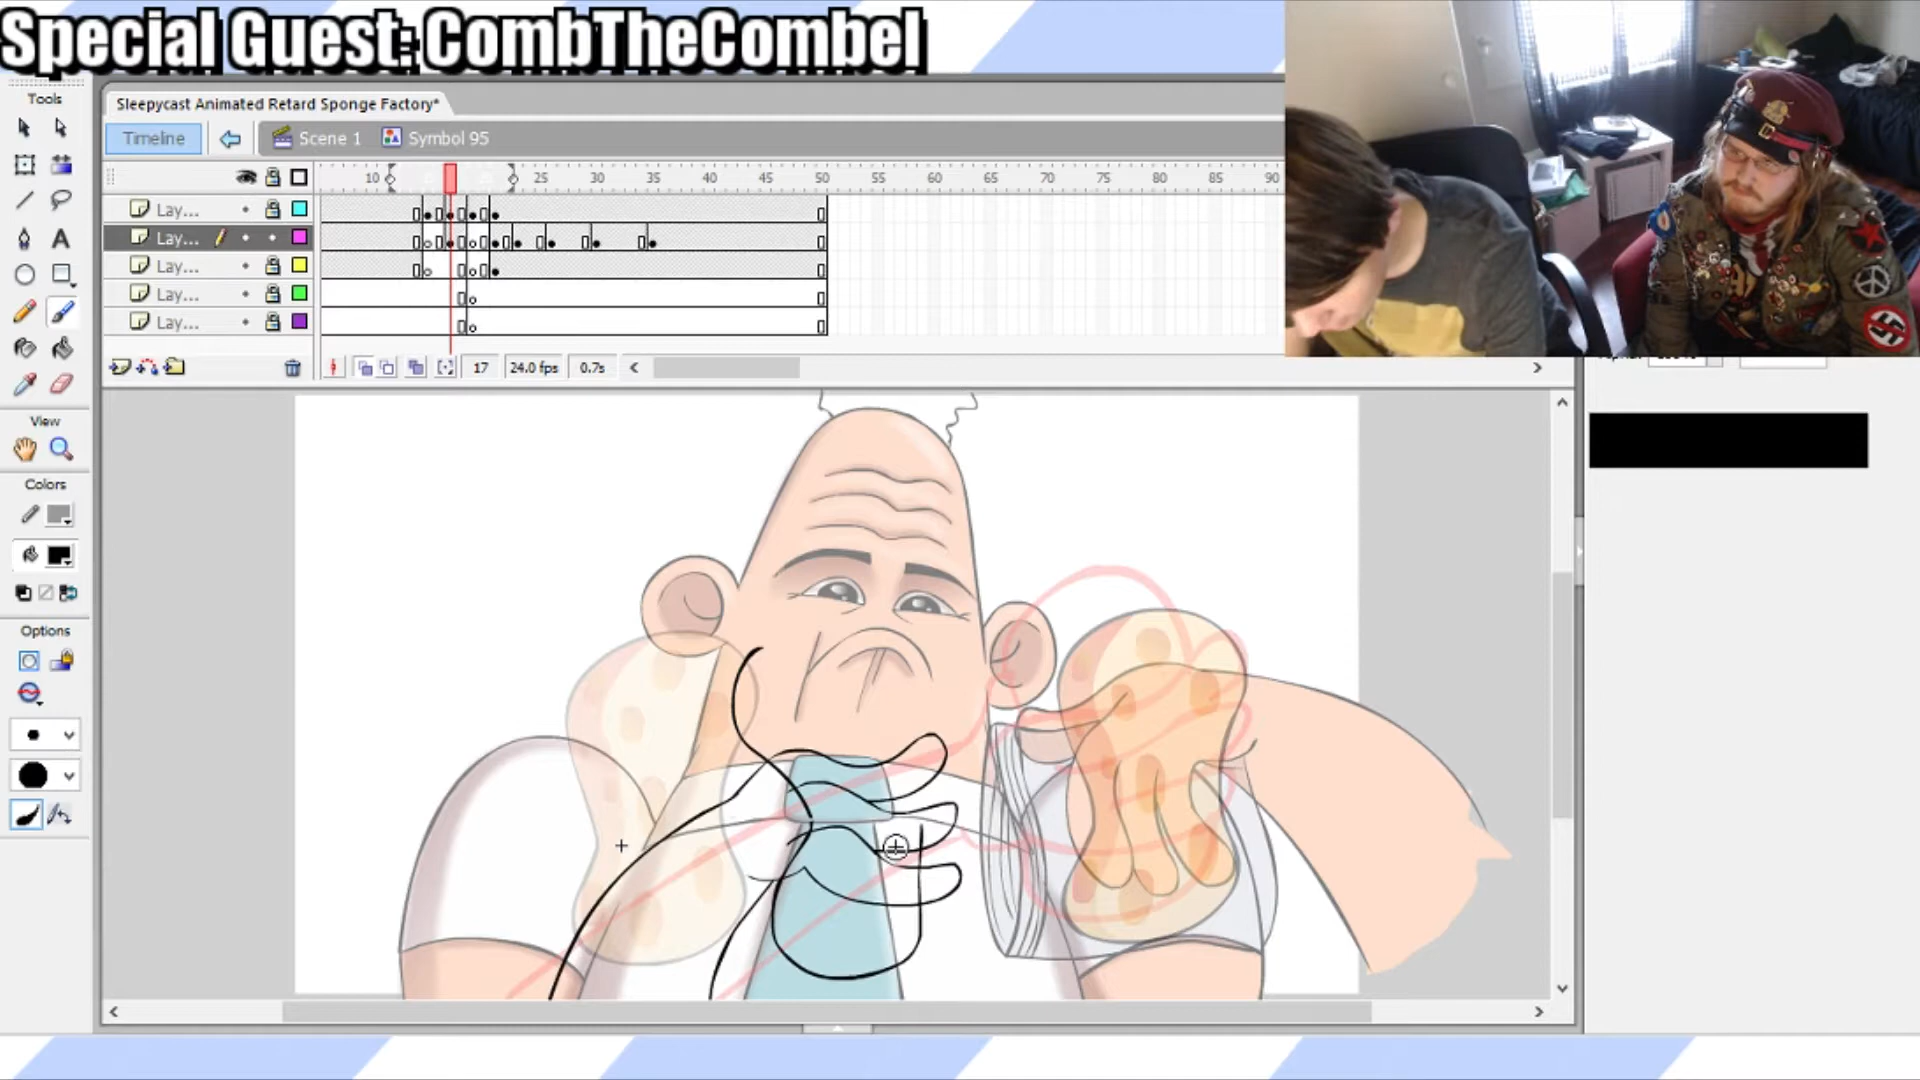 Special Guest: CombTheCombel
Tools
Sleepycast Animated Retard Sponge Factory*
Timeline
Scene 1
Symbol 95
10 25 30 35 40 45 50 55 60 65 70 75 80 85 90
Lay...
Lay...
Lay...
Lay...
Lay...
17 24.0 fps 0.7s
View
Colors
Options